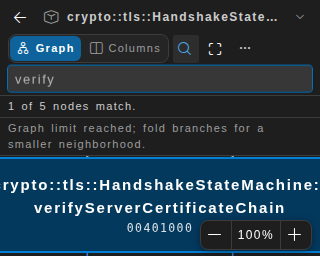 crypto::tls::HandshakeState…
Graph Columns
verify
1 of 5 nodes match.
Graph limit reached; fold branches for a
smaller neighborhood.
crypto::tls::HandshakeStateMachine:
verifyServerCertificateChain
00401000
100%